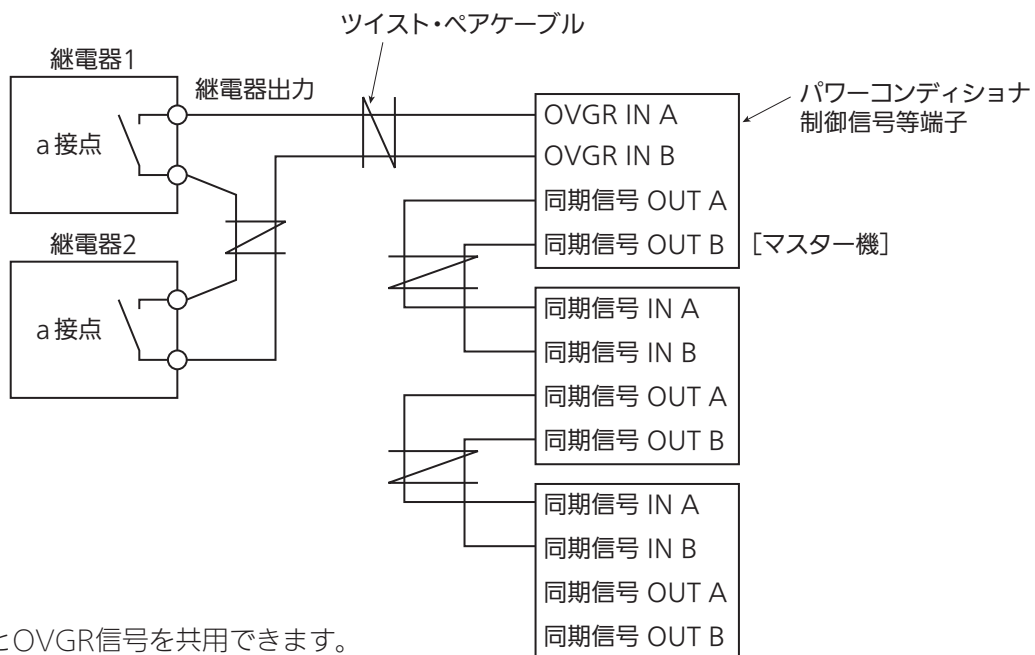 ツイスト・ペアケーブル
継電器1
継電器出力
a接点
継電器2
a接点
パワーコンディショナ
制御信号等端子
OVGR IN A
OVGR IN B
同期信号 OUT A
同期信号 OUT B
[マスター機]
同期信号 IN A
同期信号 IN B
同期信号 OUT A
同期信号 OUT B
同期信号 IN A
同期信号 IN B
同期信号 OUT A
同期信号 OUT B
とOVGR信号を共用できます。